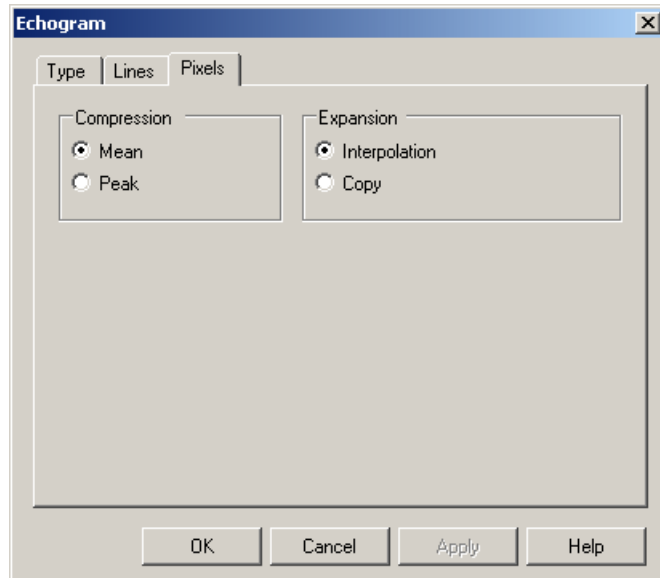 Echogram
Type Lines Pixels
Compression Expansion
Mean Interpolation
Peak Copy
OK Cancel Apply Help